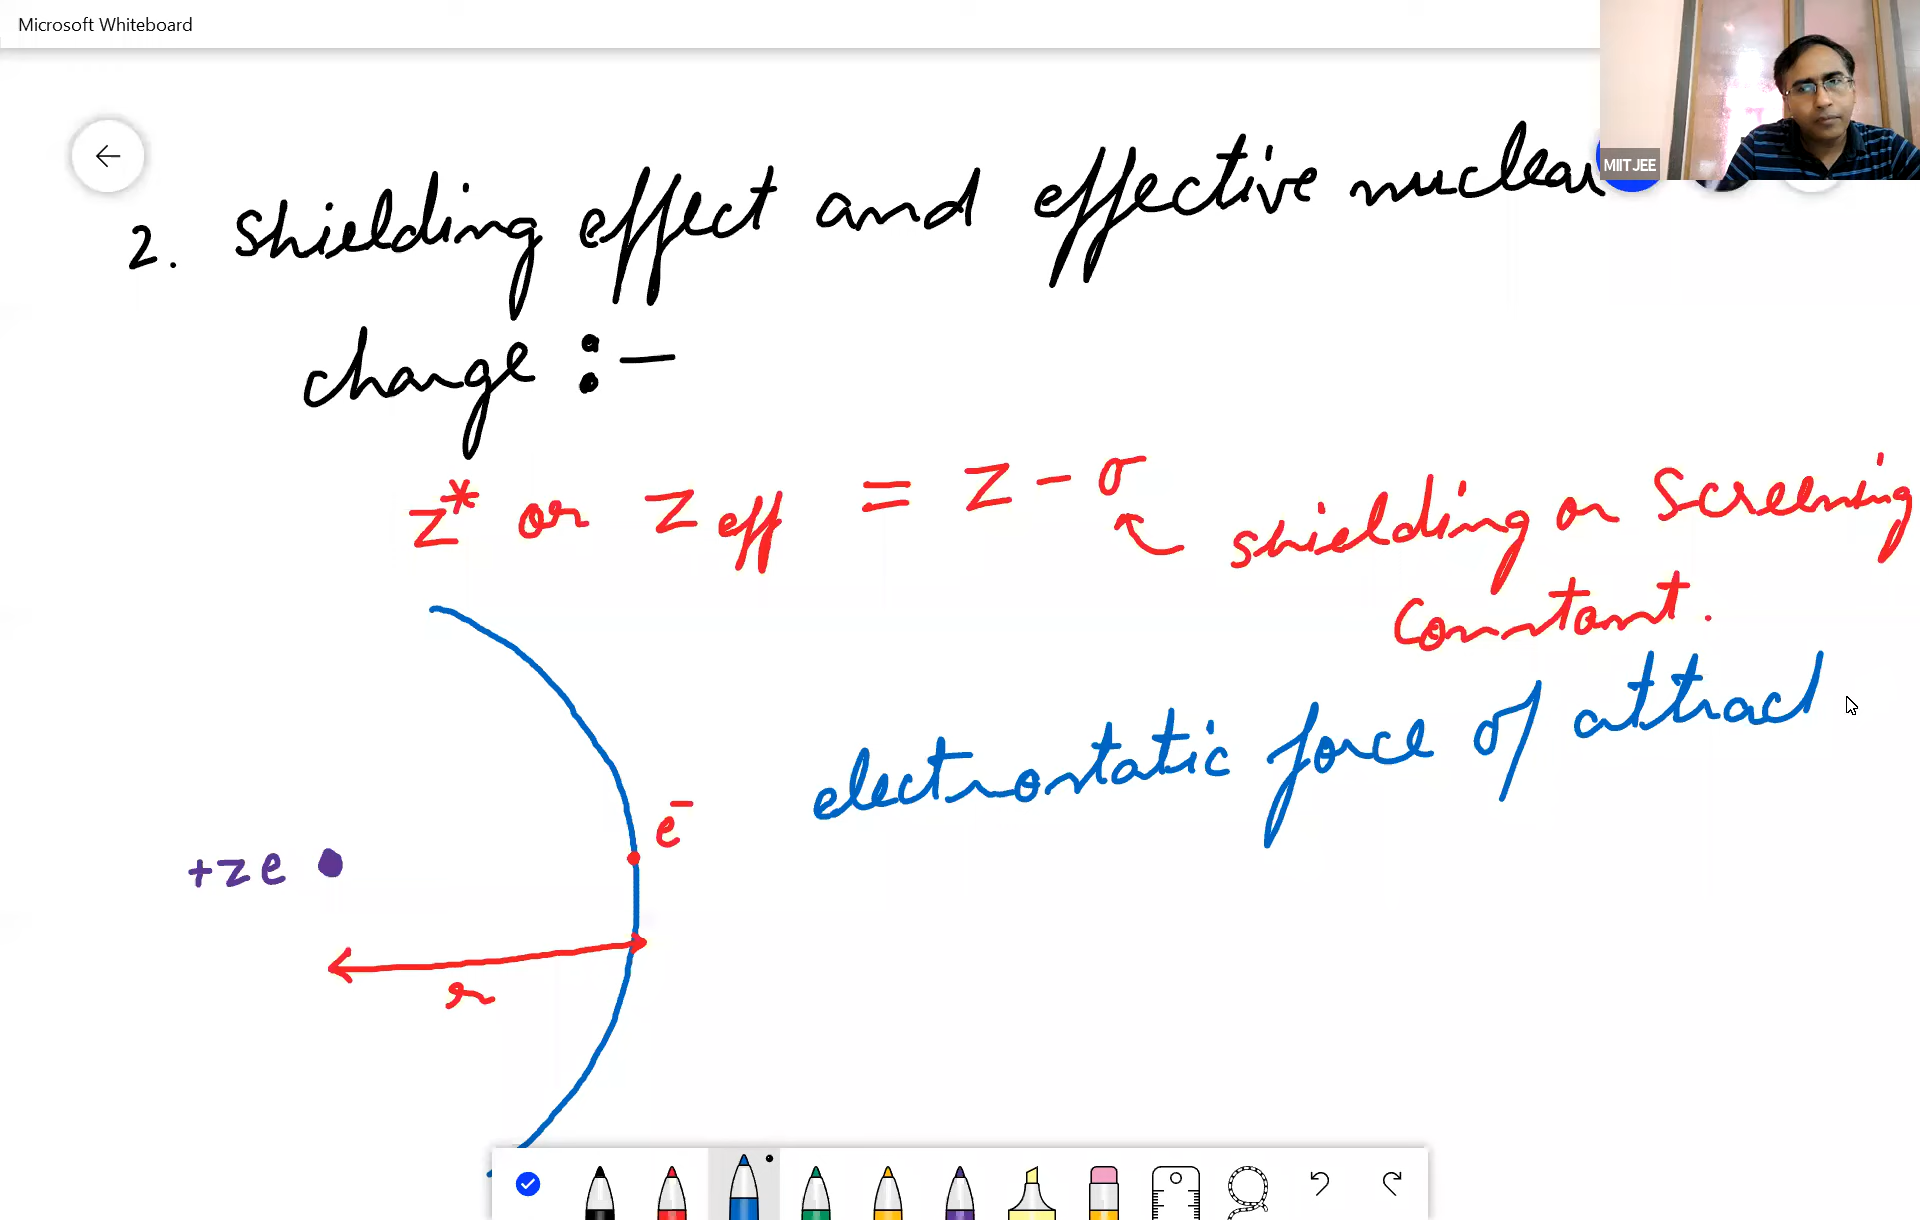 Microsoft Whiteboard
MIIT JEE
2. Shielding effect and effective nuclear
charge :-
z* or Z eff = Z - σ
shielding or Screening
Constant.
electrostatic force of attract
e-
+ze
r